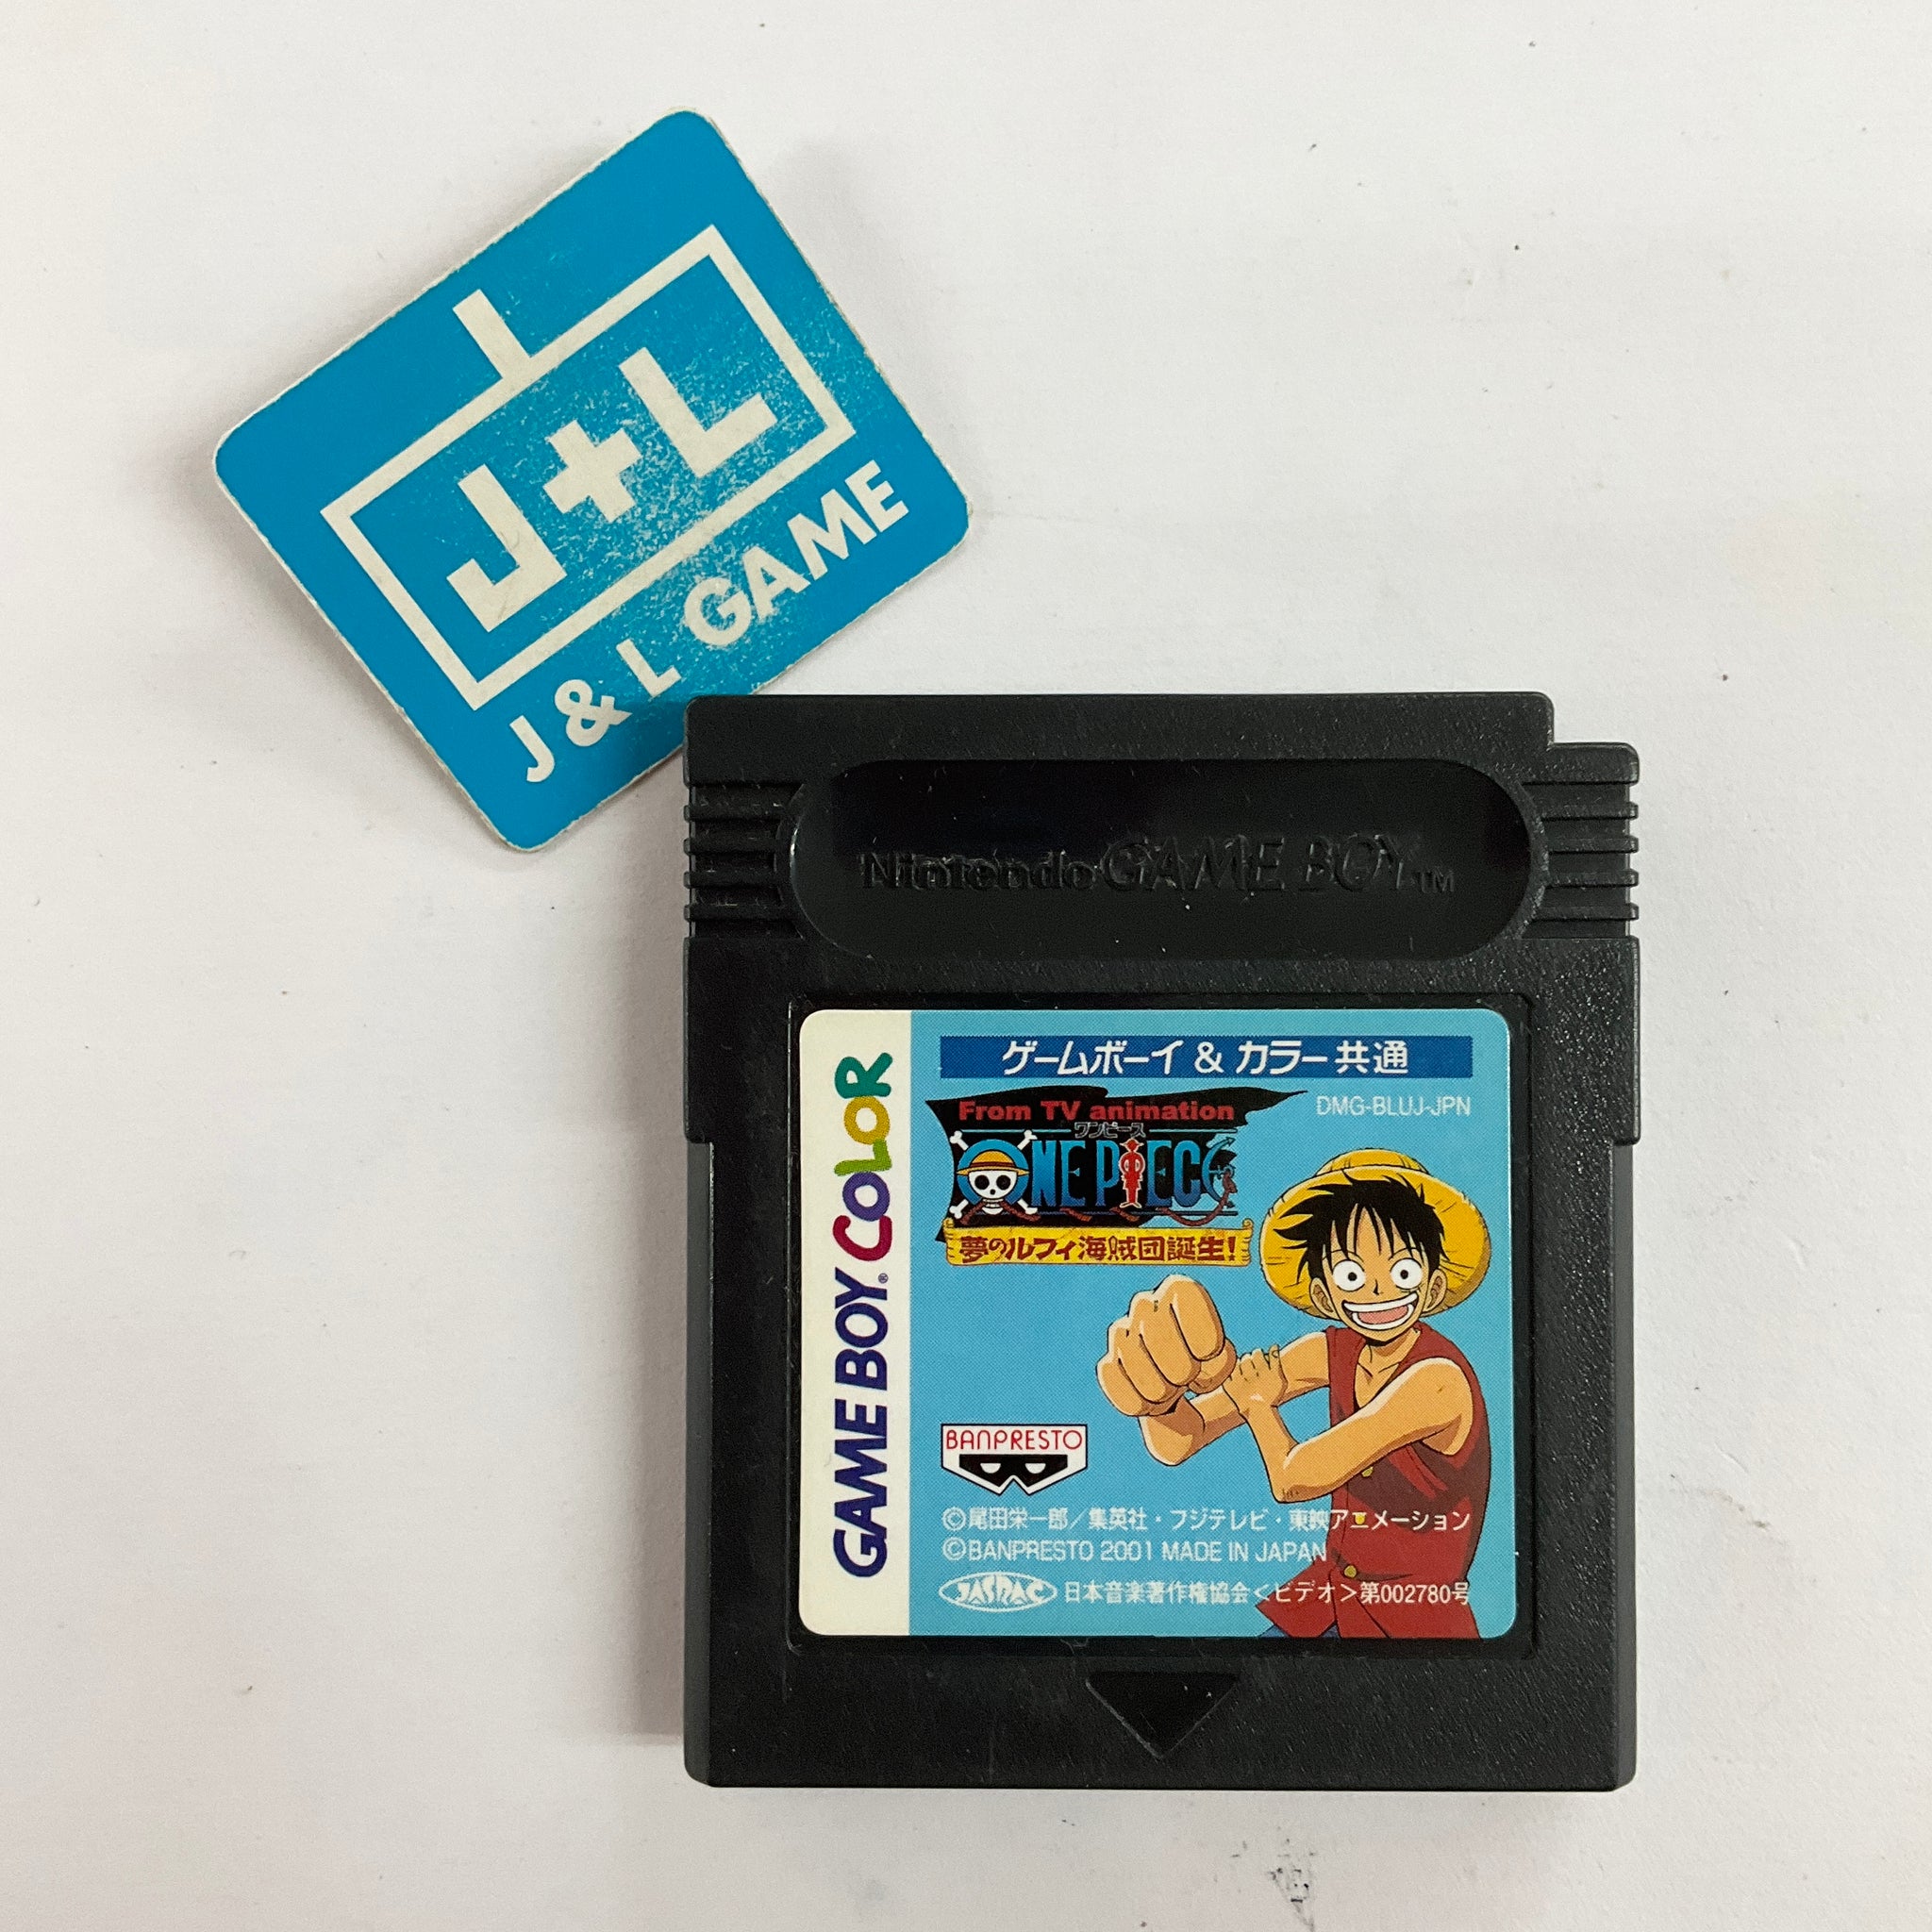 J+L
J & L GAME
Nintendo GAME BOY™
GAME BOY® COLOR
ゲームボーイ & カラー共通
DMG-BLUJ-JPN
From TV animation
ワンピース
ONE PIECE
夢のルフィ海賊団誕生!
BANPRESTO
©尾田栄一郎/集英社・フジテレビ・東映アニメーション
©BANPRESTO 2001 MADE IN JAPAN
JASRAC 日本音楽著作権協会<ビデオ>第002780号